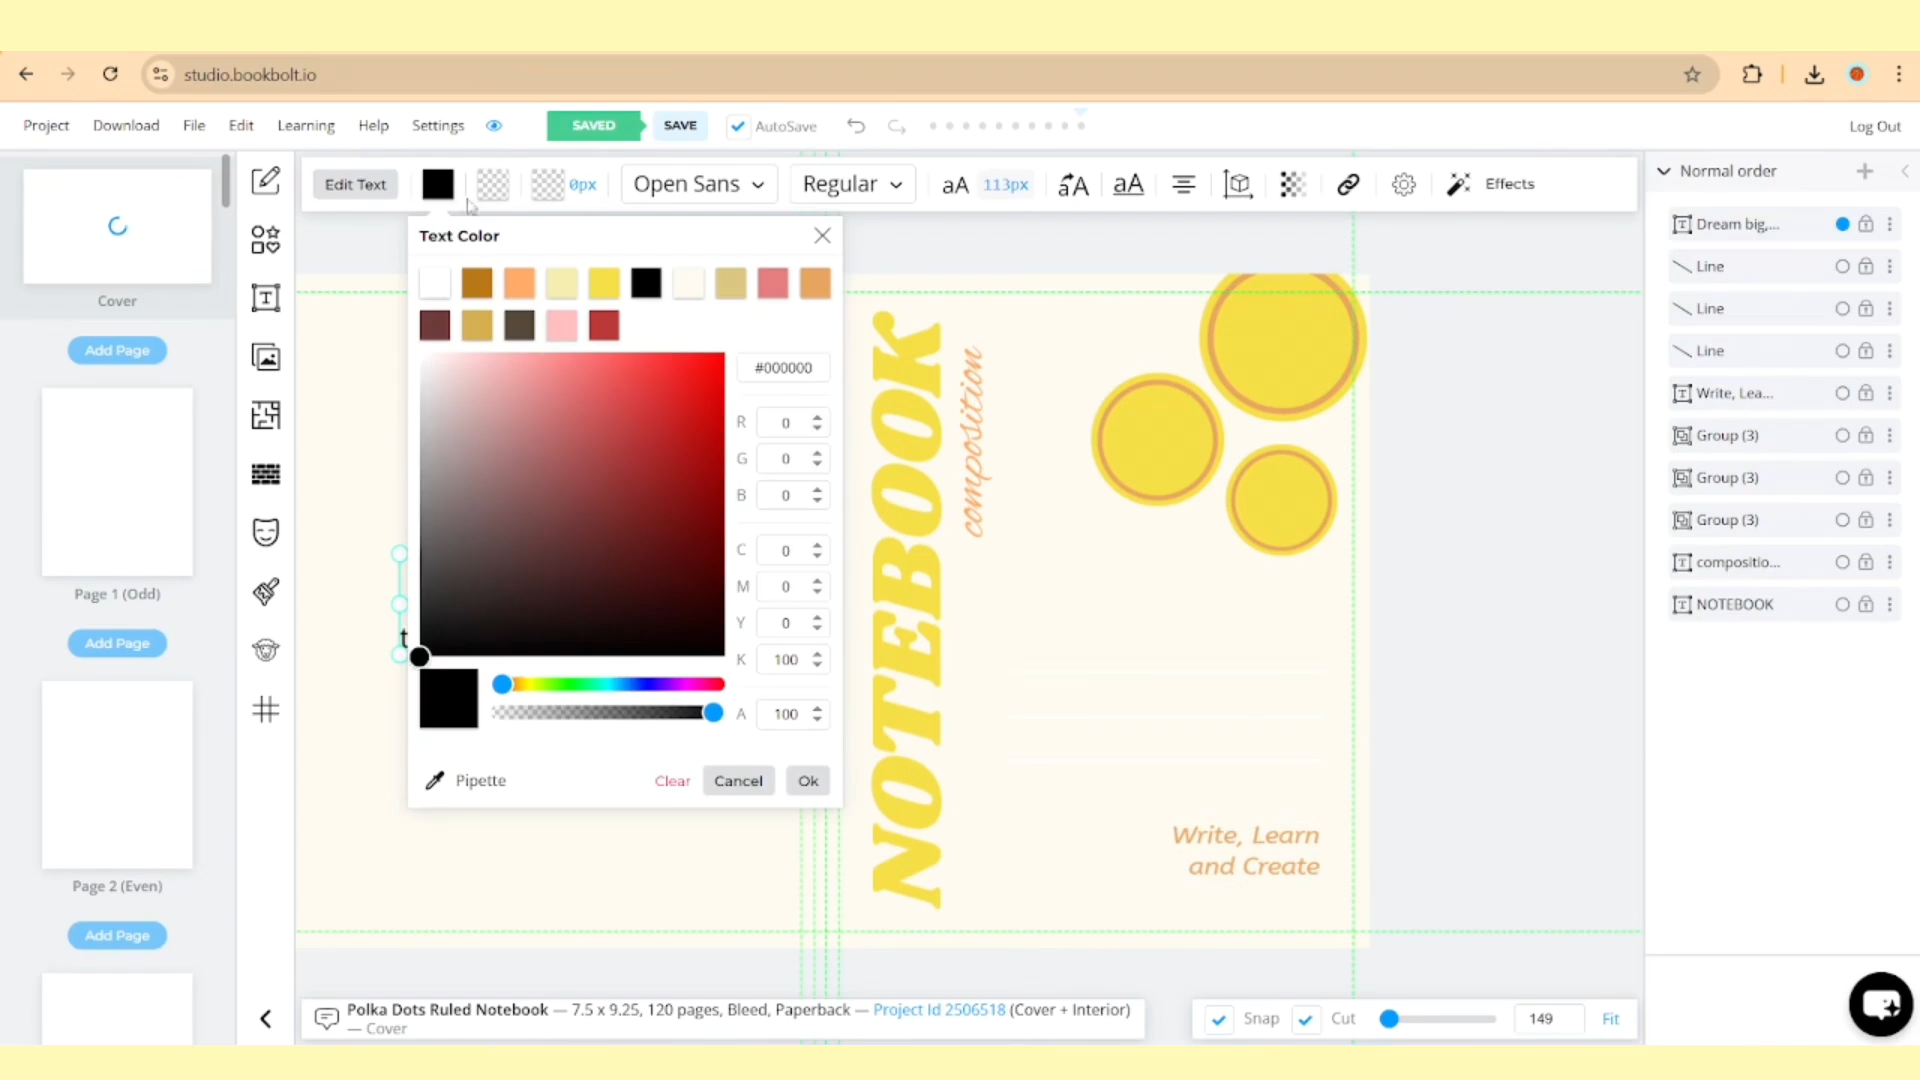 studio.bookbolt.io
Project Download File Edit Learning Help Settings SAVED SAVE AutoSave Log Out
Edit Text 0px Open Sans Regular aA 113px Effects
Cover
Add Page
Page 1 (Odd)
Add Page
Page 2 (Even)
Add Page
Text Color
#000000
R 0
G 0
B 0
C 0
M 0
Y 0
K 100
A 100
Pipette Clear Cancel Ok
t
NOTEBOOK
composition
Write, Learn
and Create
Normal order
Dream big,...
Line
Line
Line
Write, Lea...
Group (3)
Group (3)
Group (3)
compositio...
NOTEBOOK
Polka Dots Ruled Notebook — 7.5 x 9.25, 120 pages, Bleed, Paperback — Project Id 2506518 (Cover + Interior)
— Cover
Snap Cut 149 Fit